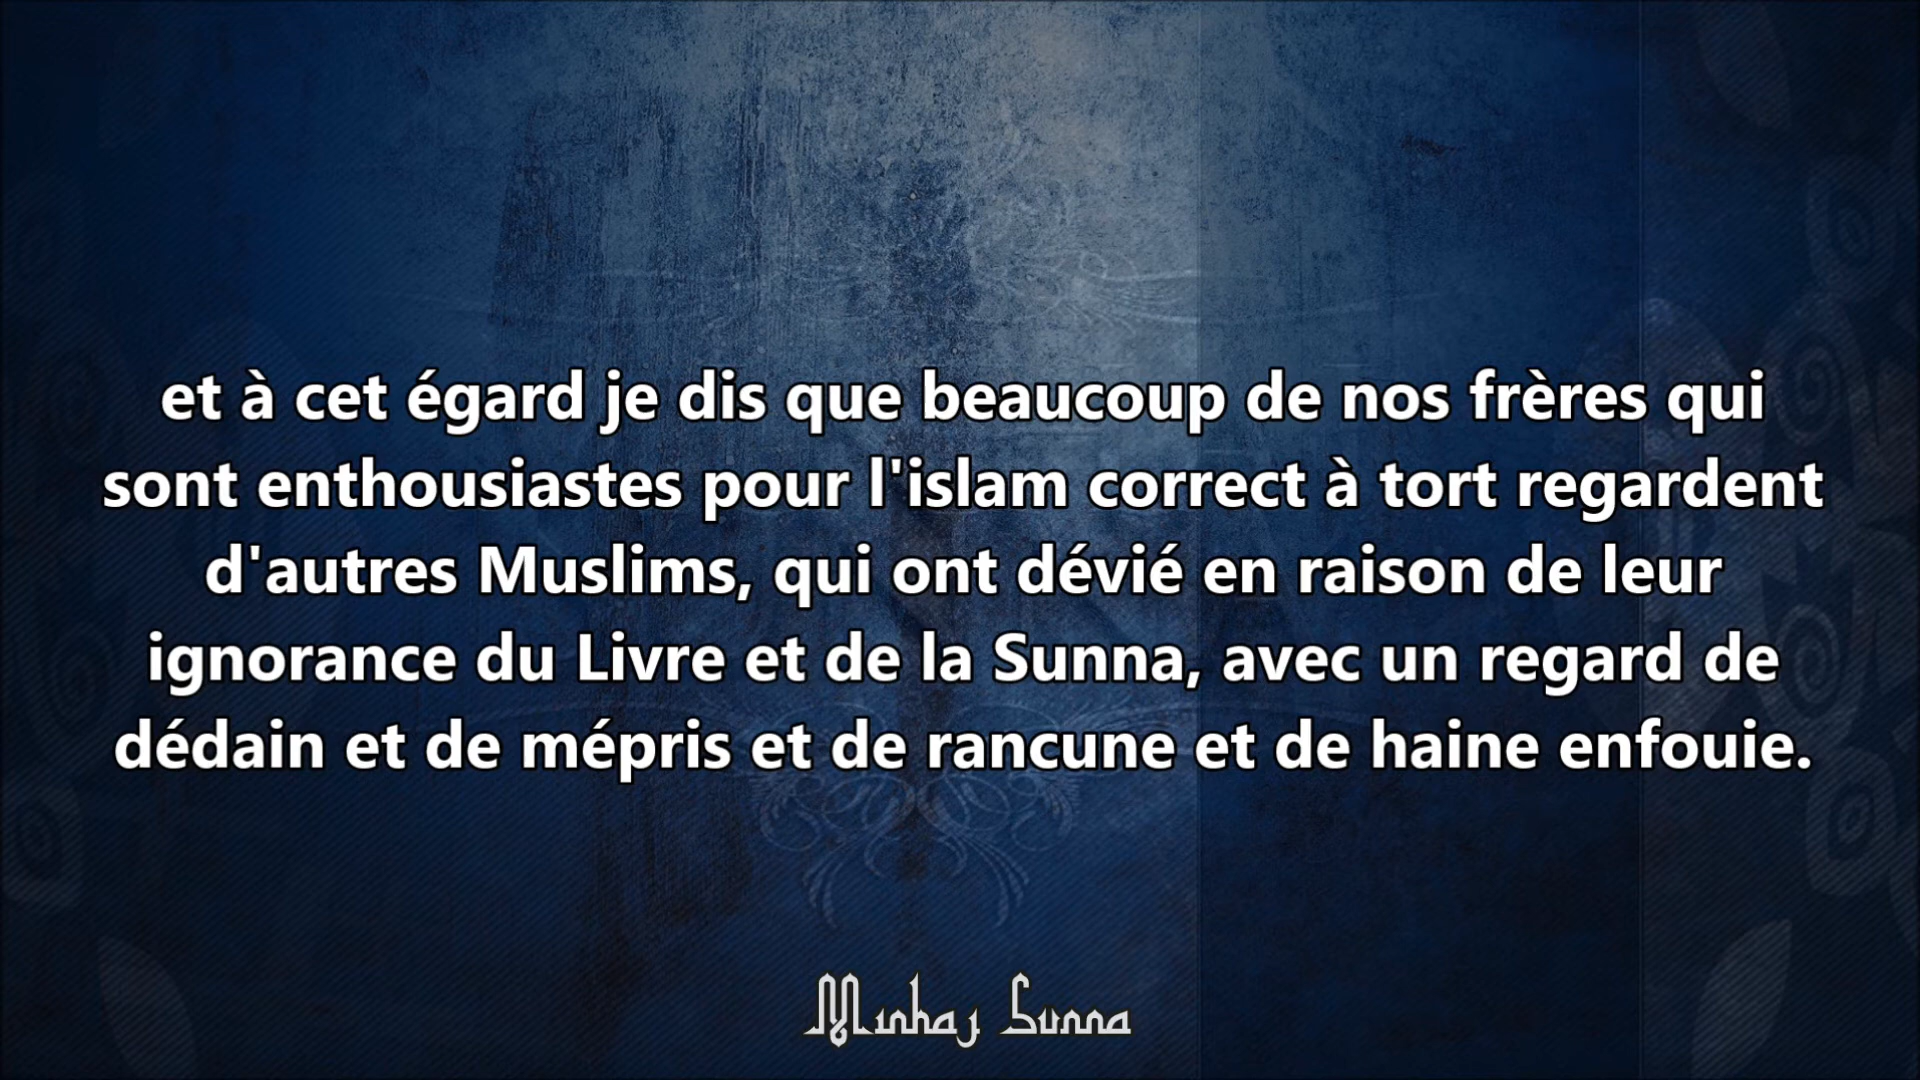 et à cet égard je dis que beaucoup de nos frères qui
sont enthousiastes pour l'islam correct à tort regardent
d'autres Muslims, qui ont dévié en raison de leur
ignorance du Livre et de la Sunna, avec un regard de
dédain et de mépris et de rancune et de haine enfouie.
Minhaj Sunna